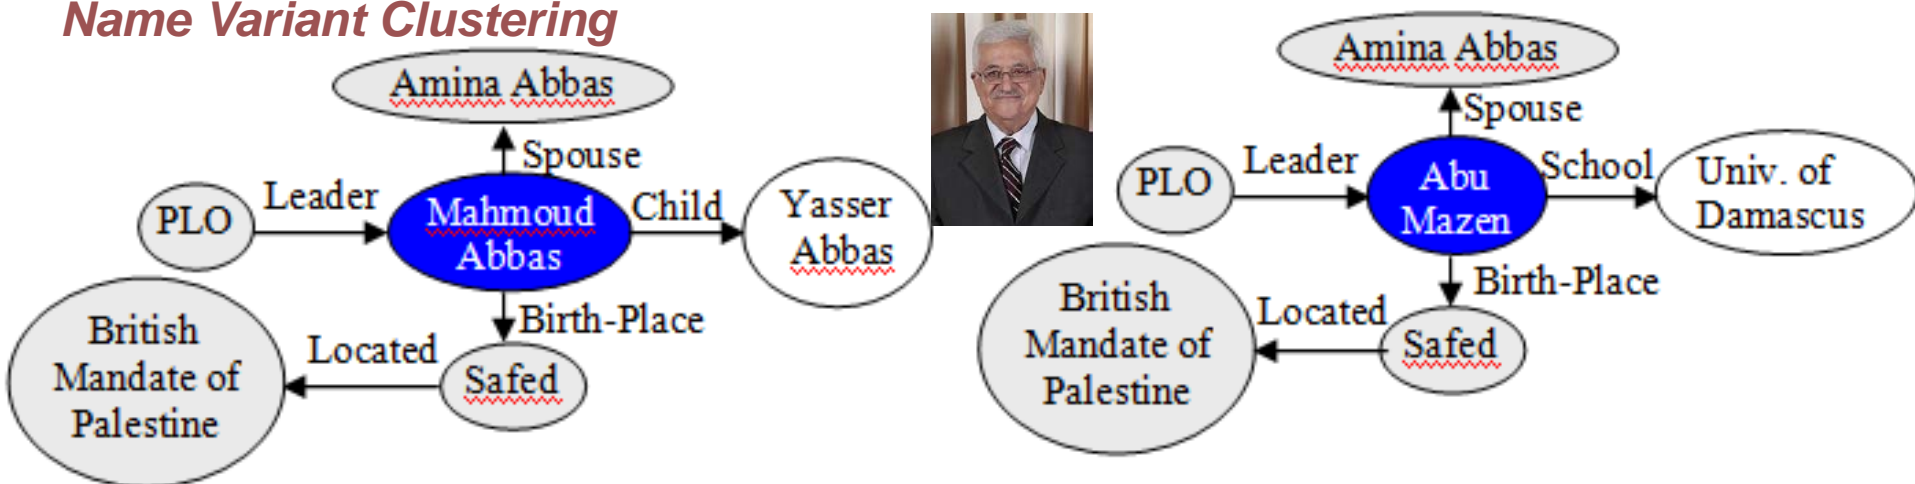 Name Variant Clustering
Amina Abbas
Spouse
PLO
Leader
Mahmoud
Abbas
Child
Yasser
Abbas
Birth-Place
British
Mandate of
Palestine
Located
Safed
Amina Abbas
Spouse
PLO
Leader
Abu
Mazen
School
Univ. of
Damascus
Birth-Place
British
Mandate of
Palestine
Located
Safed